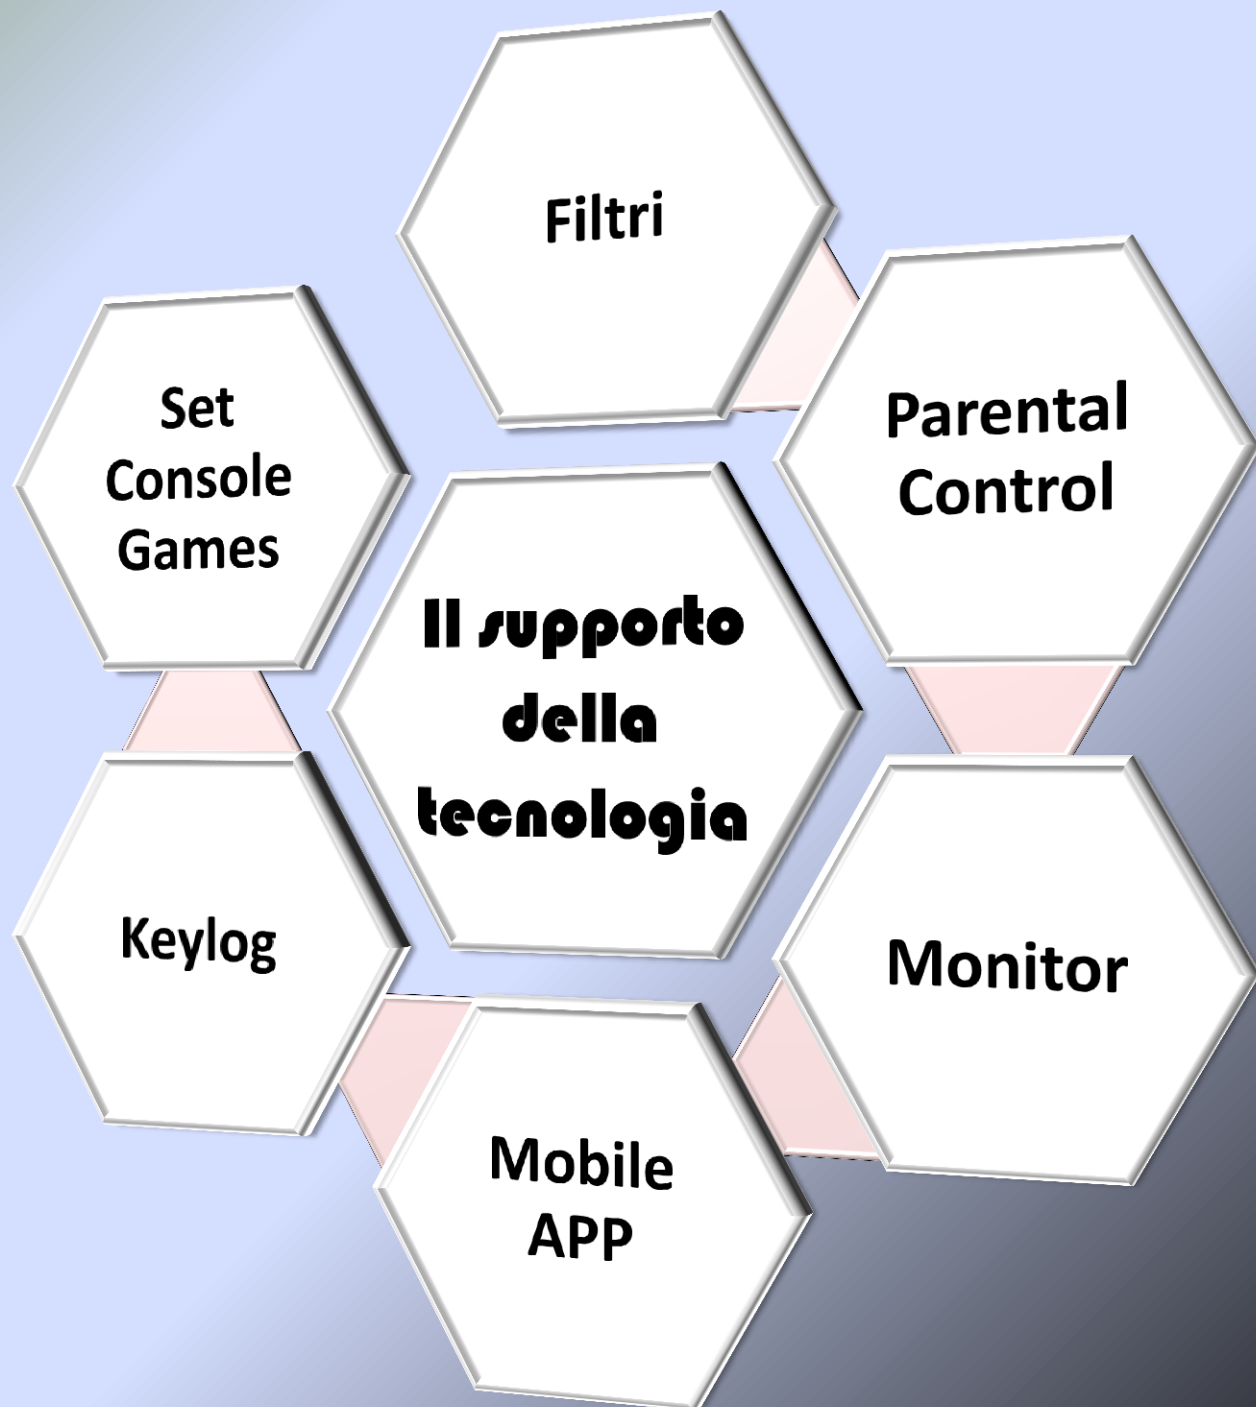 Filtri
Parental
Control
Set
Console
Games
Il supporto
della
tecnologia
Keylog
Monitor
Mobile
APP